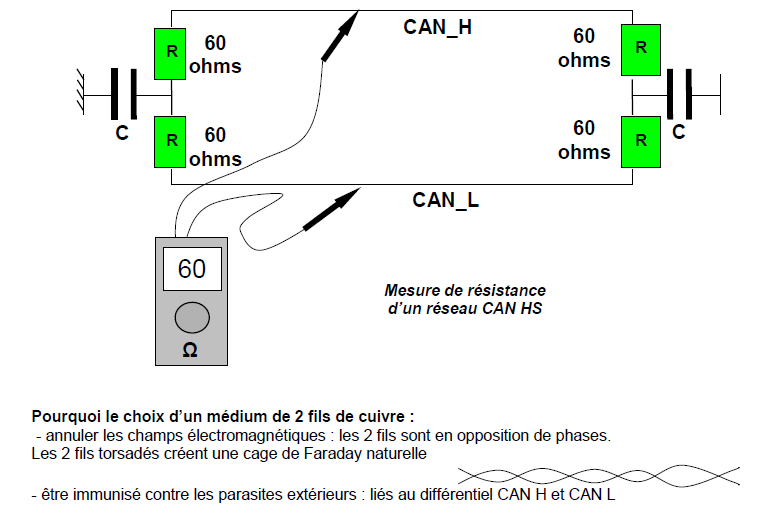 CAN_H
R
60
ohms
60
ohms
R
C
C
R
60
ohms
60
ohms
R
CAN_L
60
Ω
Mesure de résistance
d'un réseau CAN HS
Pourquoi le choix d'un médium de 2 fils de cuivre :
- annuler les champs électromagnétiques : les 2 fils sont en opposition de phases.
Les 2 fils torsadés créent une cage de Faraday naturelle
- être immunisé contre les parasites extérieurs : liés au différentiel CAN H et CAN L